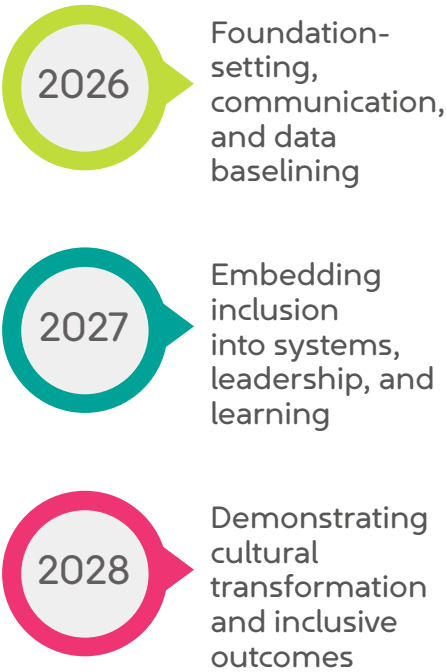 2026
Foundation-
setting,
communication,
and data
baselining
2027
Embedding
inclusion
into systems,
leadership, and
learning
2028
Demonstrating
cultural
transformation
and inclusive
outcomes